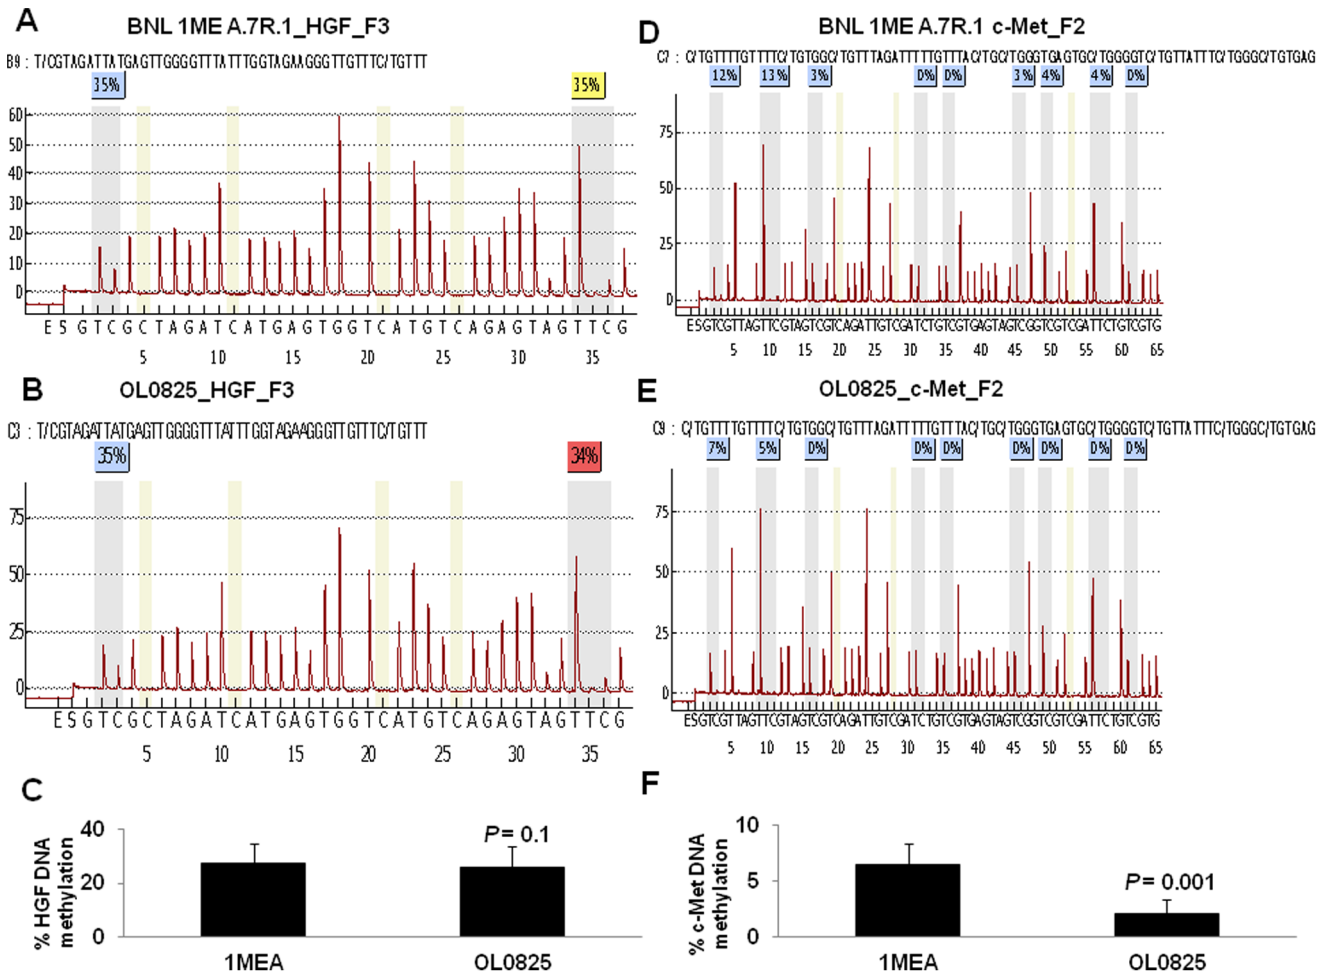 A
BNL 1ME A.7R.1_HGF_F3
B9 : T/CGTAGATTATGAGTTGGGGTTTATTTGGTAGAAGGGTTGTTTC/TGTTT
35%
35%
60
50
40
30
20
10
0
E S G T C G C T A G A T C A T G A G T G G T C A T G T C A G A G T A G T T C G
5 10 15 20 25 30 35
B
OL0825_HGF_F3
C3 : T/CGTAGATTATGAGTTGGGGTTTATTTGGTAGAAGGGTTGTTTC/TGTTT
35%
34%
75
50
25
0
E S G T C G C T A G A T C A T G A G T G G T C A T G T C A G A G T A G T T C G
5 10 15 20 25 30 35
C
% HGF DNA
methylation
40
20
0
P = 0.1
1MEA
OL0825
D
BNL 1ME A.7R.1 c-Met_F2
C7 : C/TGTTTTGTTTTC/TGTGGC/TGTTTAGATTTTTGTTTAC/TGC/TGGGTGAGTGC/TGGGGTC/TGTTATTTC/TGGGC/TGTGAG
12% 13% 3% 0% 0% 3% 4% 4% 0%
75
50
25
0
ESGTCGTTAGTTCGTAGTCGTCAGATTGTCGATCTGTCGTGAGTAGTCGGTCGTCGATTCTGTCGTG
5 10 15 20 25 30 35 40 45 50 55 60 65
E
OL0825_c-Met_F2
C9 : C/TGTTTTGTTTTC/TGTGGC/TGTTTAGATTTTTGTTTAC/TGC/TGGGTGAGTGC/TGGGGTC/TGTTATTTC/TGGGC/TGTGAG
7% 5% 0% 0% 0% 0% 0% 0% 0%
75
50
25
0
ESGTCGTTAGTTCGTAGTCGTCAGATTGTCGATCTGTCGTGAGTAGTCGGTCGTCGATTCTGTCGTG
5 10 15 20 25 30 35 40 45 50 55 60 65
F
% c-Met DNA
methylation
10
5
0
P = 0.001
1MEA
OL0825